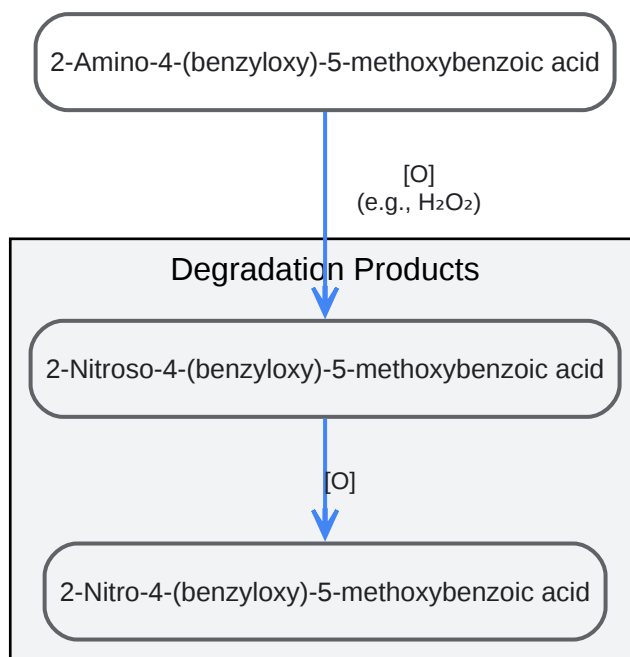 2-Amino-4-(benzyloxy)-5-methoxybenzoic acid
[O]
(e.g., H₂O₂)
Degradation Products
2-Nitroso-4-(benzyloxy)-5-methoxybenzoic acid
[O]
2-Nitro-4-(benzyloxy)-5-methoxybenzoic acid